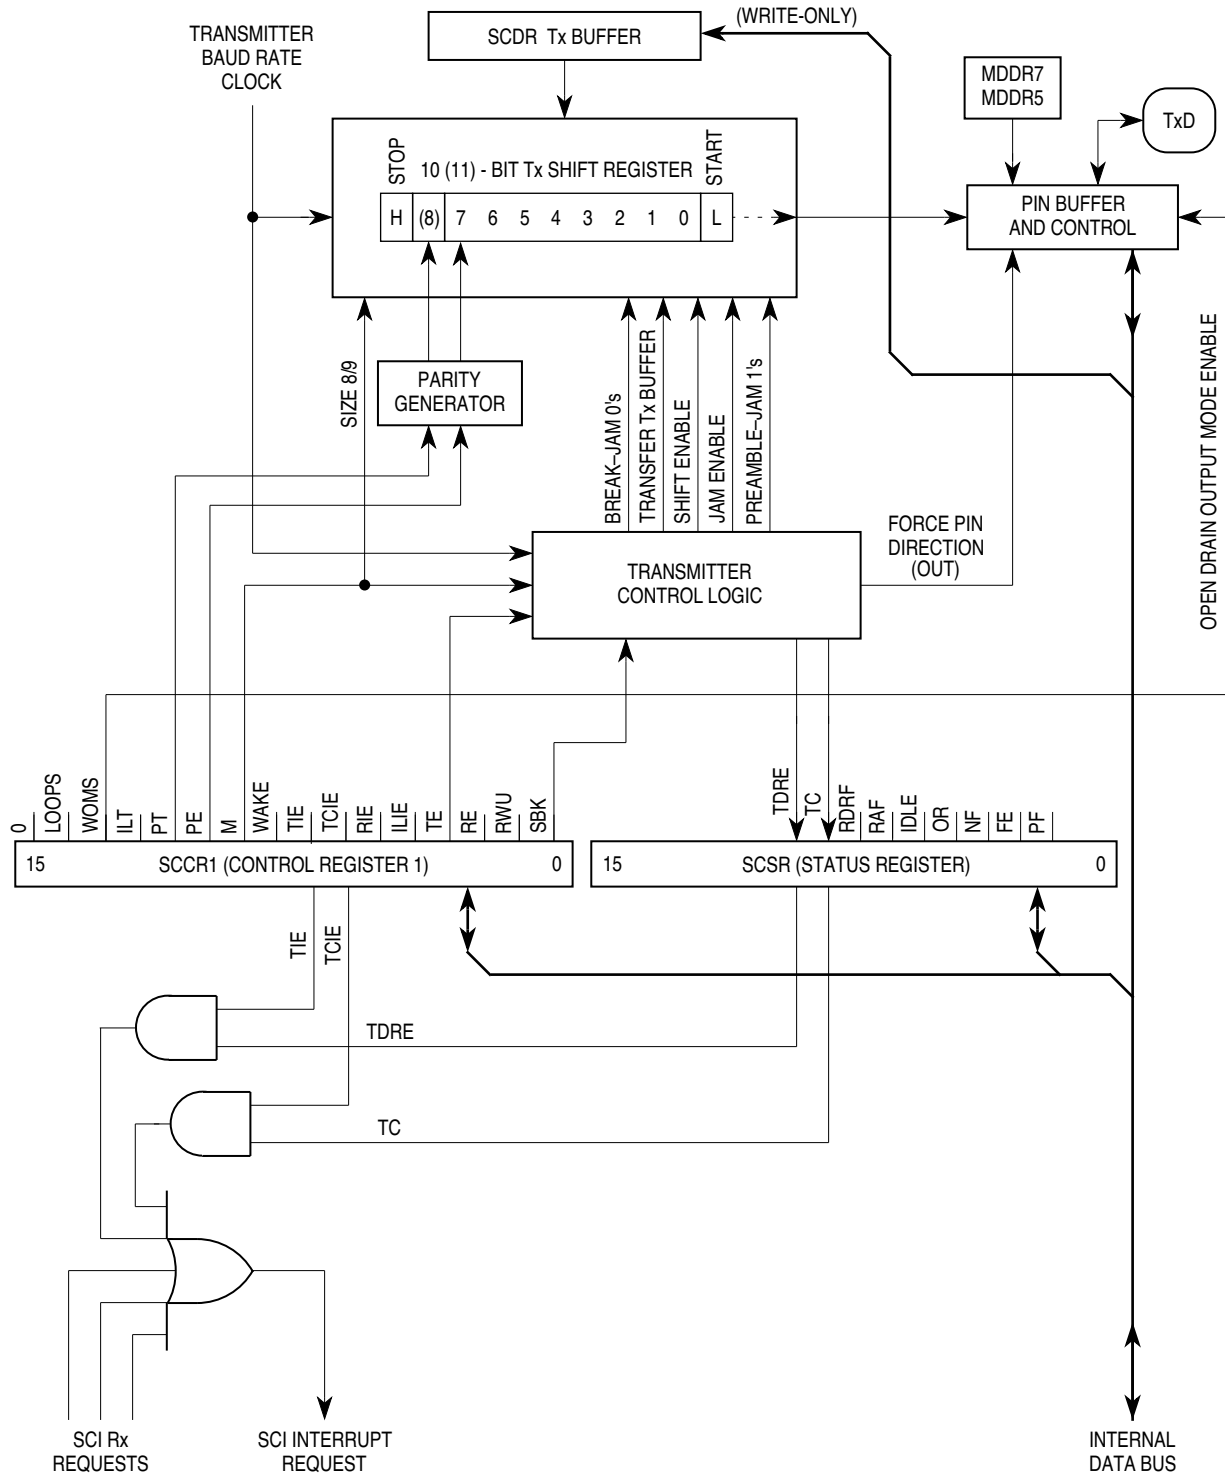 (WRITE-ONLY)
TRANSMITTER
BAUD RATE
CLOCK
SCDR Tx BUFFER
MDDR7
MDDR5
TxD
STOP
10 (11) - BIT Tx SHIFT REGISTER
START
H (8) 7 6 5 4 3 2 1 0 L
PIN BUFFER
AND CONTROL
OPEN DRAIN OUTPUT MODE ENABLE
SIZE 8/9
PARITY
GENERATOR
BREAK–JAM 0's
TRANSFER Tx BUFFER
SHIFT ENABLE
JAM ENABLE
PREAMBLE–JAM 1's
TRANSMITTER
CONTROL LOGIC
FORCE PIN
DIRECTION
(OUT)
0
LOOPS
WOMS
ILT
PT
PE
M
WAKE
TIE
TCIE
RIE
ILIE
TE
RE
RWU
SBK
TDRE
TC
RDRF
RAF
IDLE
OR
NF
FE
PF
15 SCCR1 (CONTROL REGISTER 1) 0
15 SCSR (STATUS REGISTER) 0
TIE
TCIE
TDRE
TC
SCI Rx
REQUESTS
SCI INTERRUPT
REQUEST
INTERNAL
DATA BUS